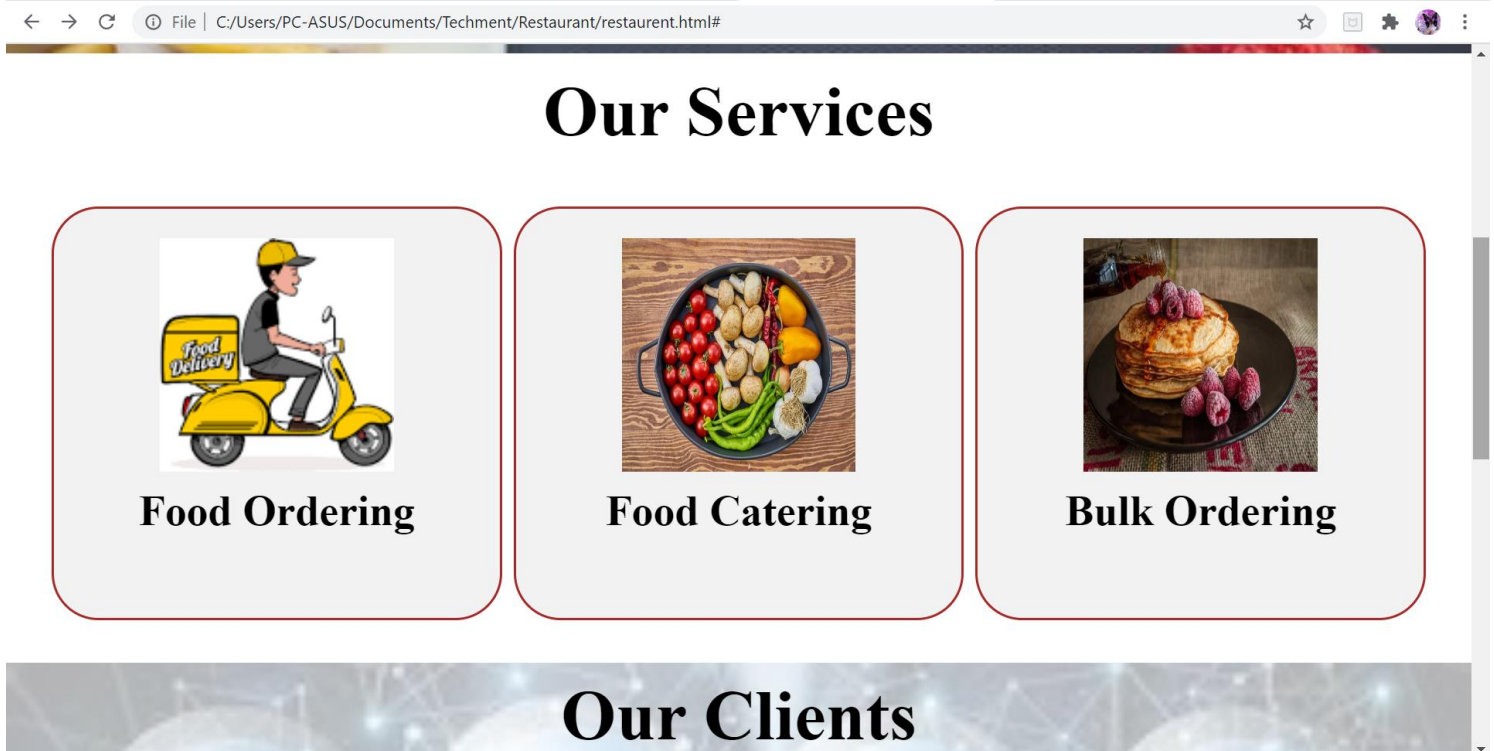 File | C:/Users/PC-ASUS/Documents/Techment/Restaurant/restaurent.html#
Our Services
Food
Delivery
Food Ordering
Food Catering
Bulk Ordering
Our Clients